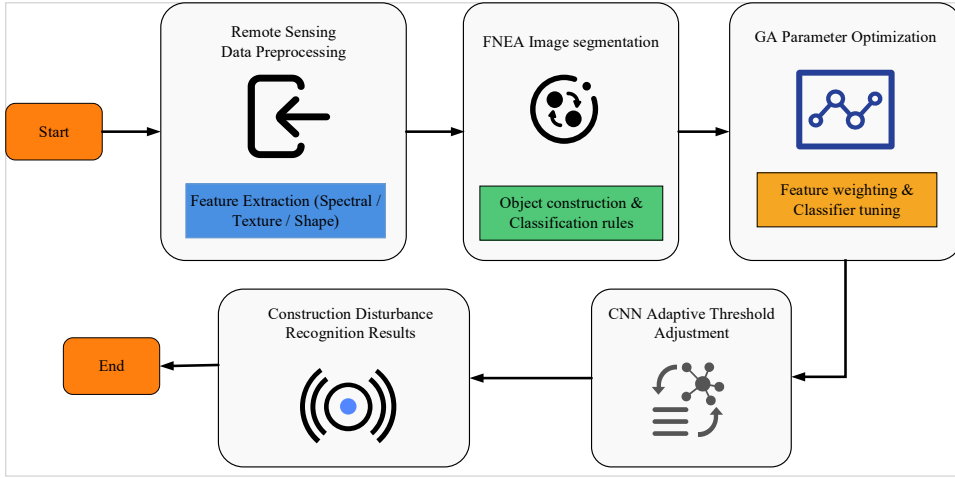 Start
Remote Sensing
Data Preprocessing
Feature Extraction (Spectral /
Texture / Shape)
FNEA Image segmentation
Object construction &
Classification rules
GA Parameter Optimization
Feature weighting &
Classifier tuning
CNN Adaptive Threshold
Adjustment
Construction Disturbance
Recognition Results
End